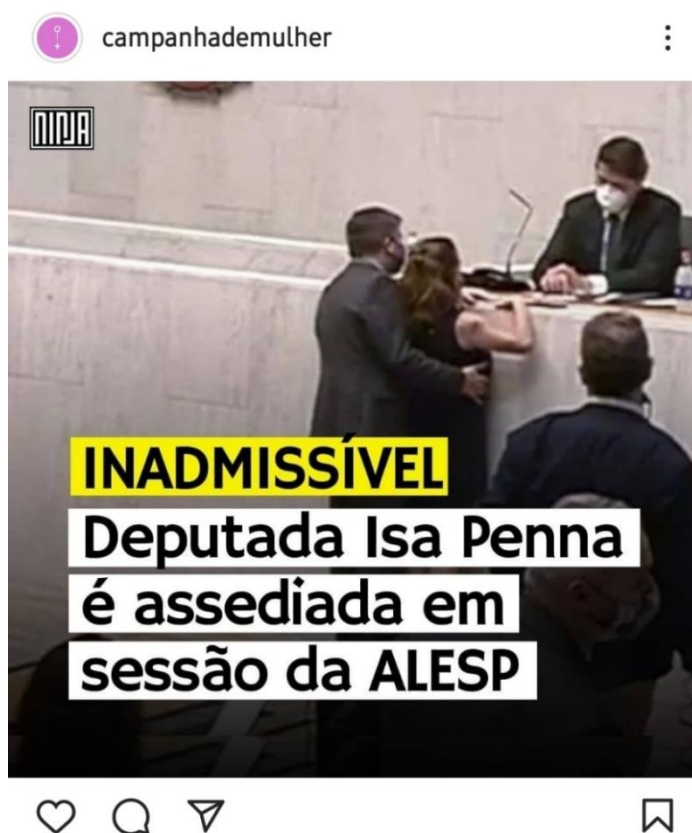 campanhademulher
NINJA
INADMISSÍVEL
Deputada Isa Penna
é assediada em
sessão da ALESP